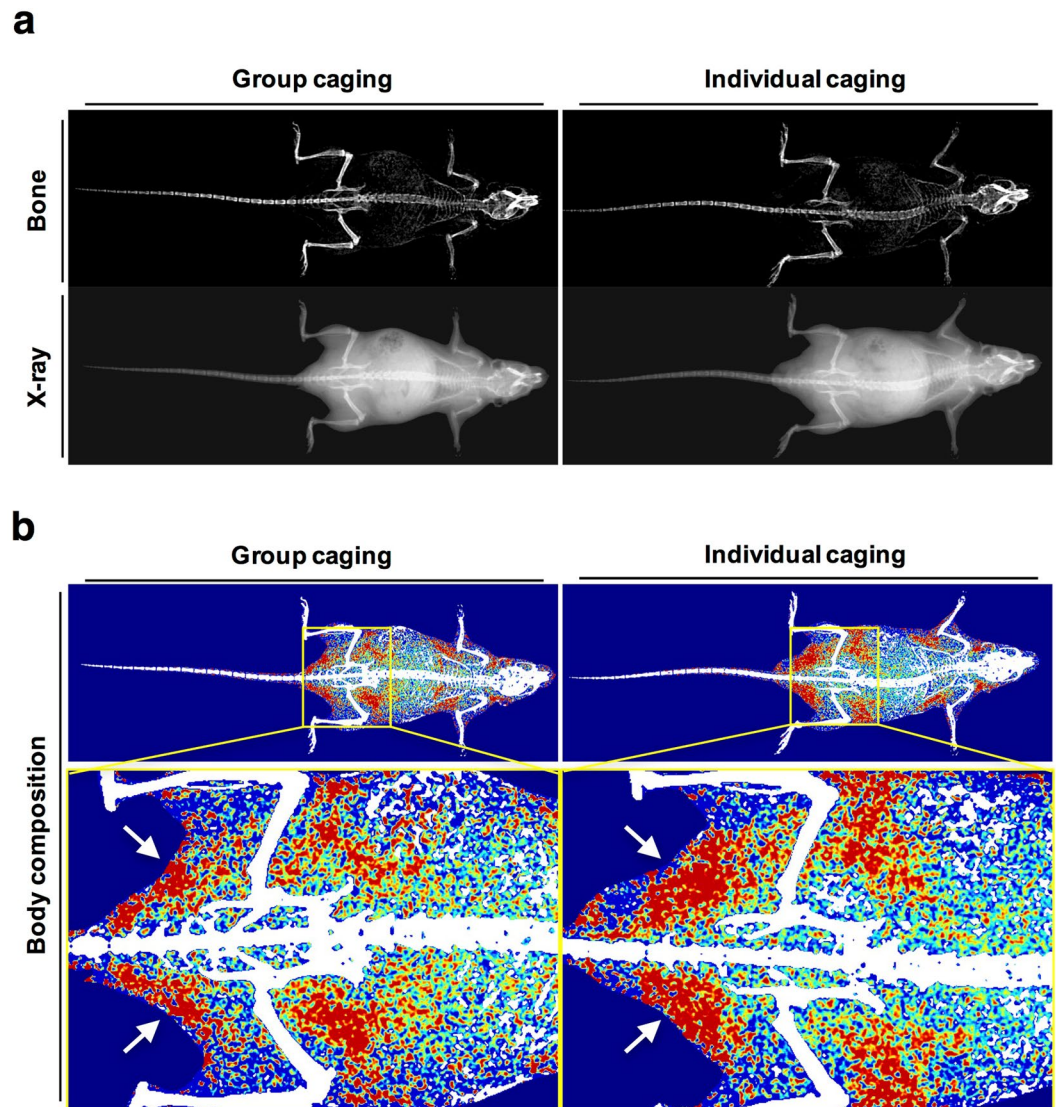 a
Group caging
Individual caging
Bone
X-ray
b
Group caging
Individual caging
Body composition